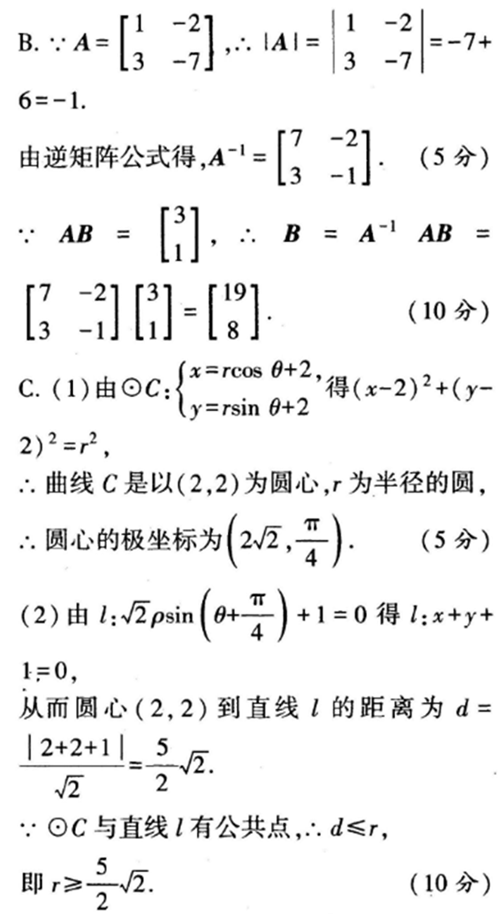 B. ∵ A=[1 -2; 3 -7],∴ |A|=|1 -2; 3 -7|=-7+
6=-1.
由逆矩阵公式得,A⁻¹=[7 -2; 3 -1]. (5分)
∵ AB = [3; 1], ∴ B = A⁻¹ AB =
[7 -2; 3 -1][3; 1]=[19; 8]. (10分)
C. (1)由⊙C:{x=rcos θ+2, y=rsin θ+2 得(x-2)²+(y-
2)²=r²,
∴曲线C是以(2,2)为圆心,r为半径的圆,
∴圆心的极坐标为(2√2,π/4). (5分)
(2)由 l:√2ρsin(θ+π/4)+1=0 得 l:x+y+
1=0,
从而圆心(2,2)到直线 l 的距离为 d=
|2+2+1|/√2=5/2√2.
∵ ⊙C与直线l有公共点,∴d≤r,
即r≥5/2√2. (10分)